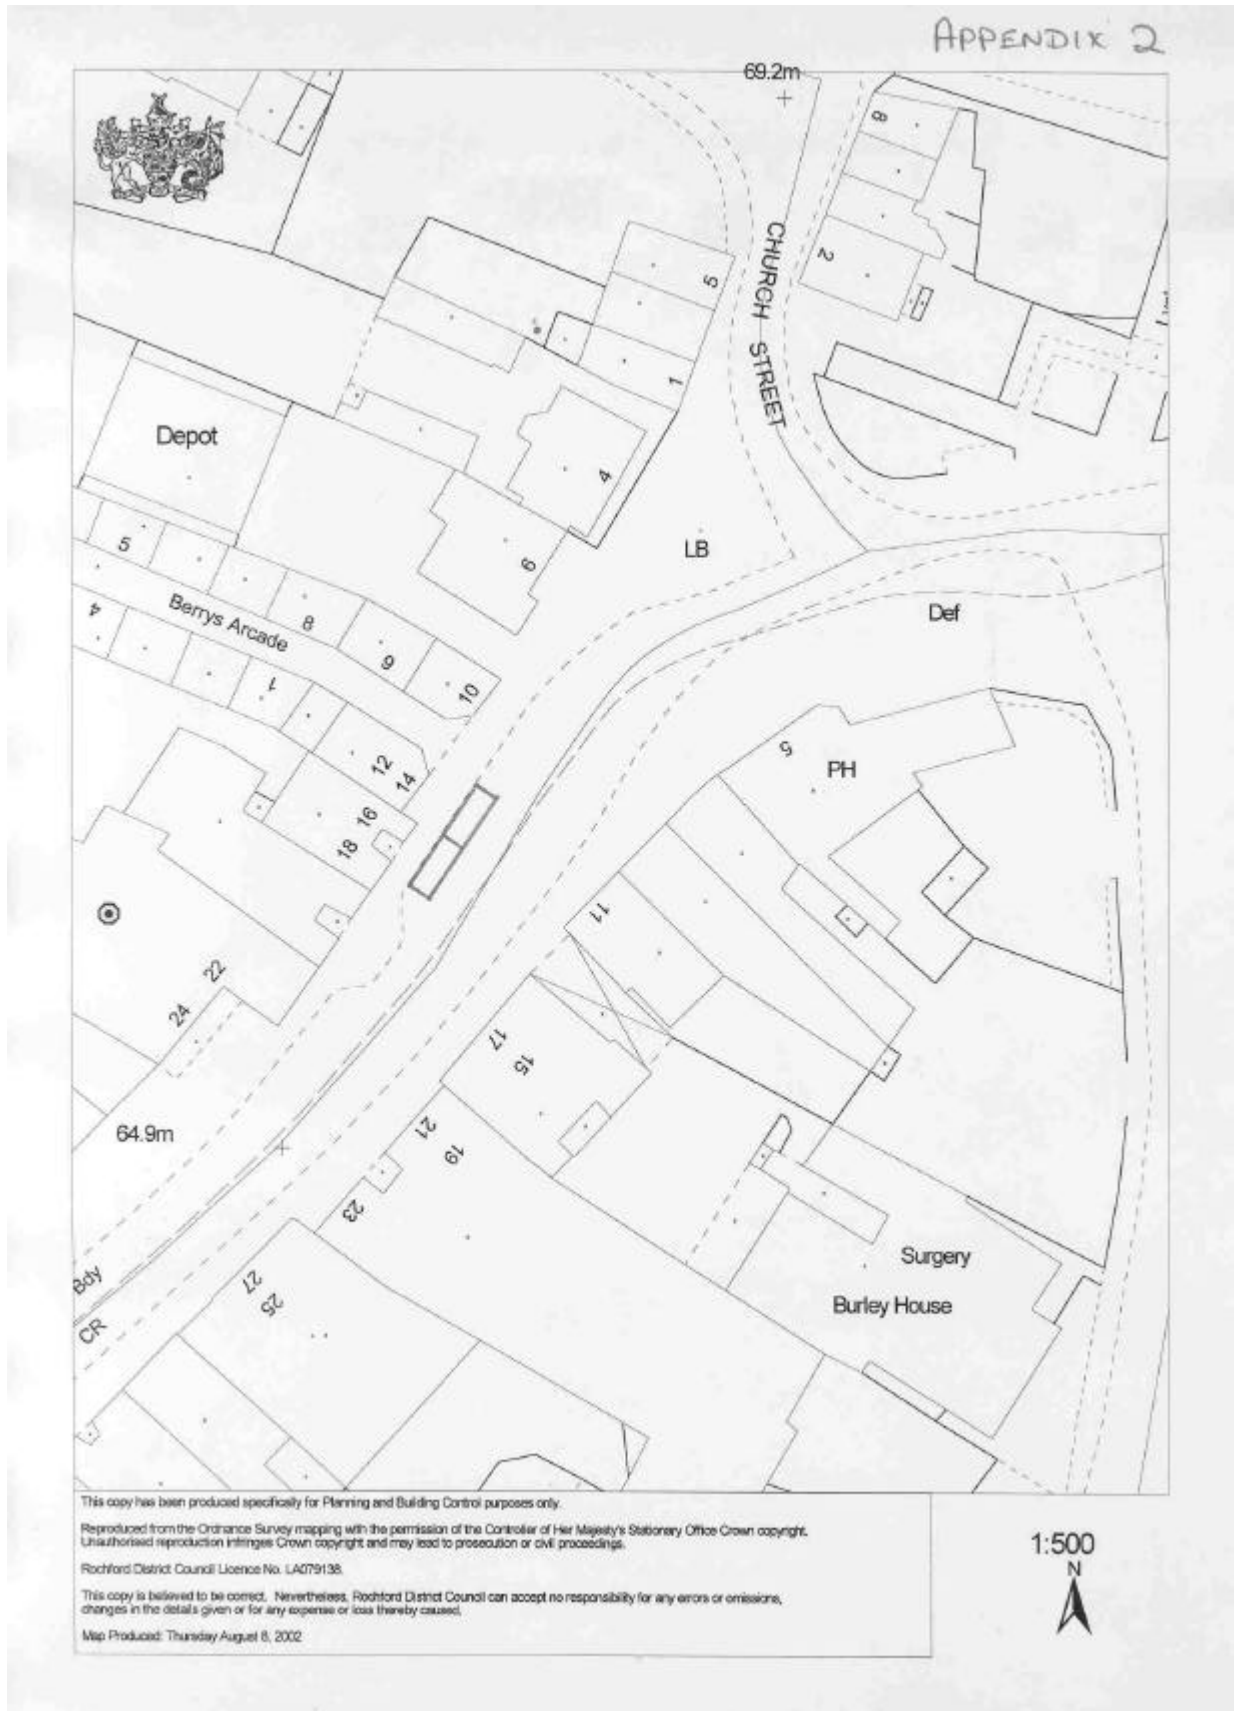 APPENDIX 2
69.2m
8
2
CHURCH STREET
5
1
Depot
4
6
LB
5
Berrys Arcade
8
6
10
4
1
Def
5
PH
12
14
16
18
11
22
24
17
15
64.9m
21
19
23
Surgery
Burley House
27
25
Bdy
CR
This copy has been produced specifically for Planning and Building Control purposes only.
Reproduced from the Ordnance Survey mapping with the permission of the Controller of Her Majesty's Stationary Office Crown copyright.
Unauthorised reproduction infringes Crown copyright and may lead to prosecution or civil proceedings.
Rochford District Council Licence No. LA079138.
This copy is believed to be correct. Nevertheless, Rochford District Council can accept no responsibility for any errors or omissions,
changes in the details given or for any expense or loss thereby caused.
Map Produced: Thursday August 8, 2002
1:500
N